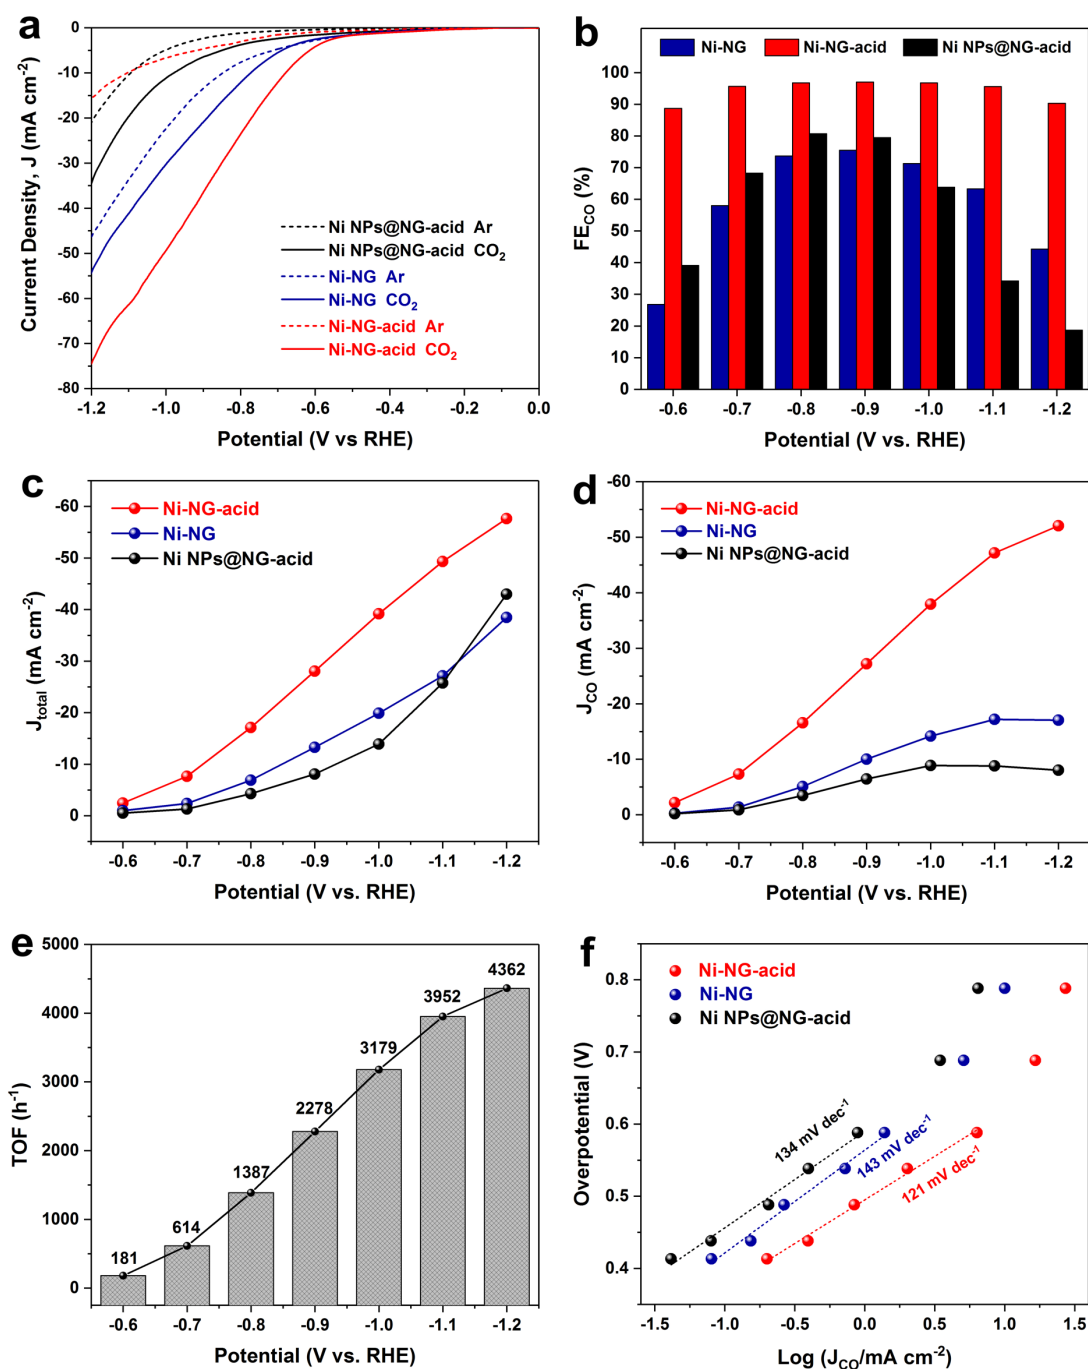 a
Current Density, J (mA cm⁻²)
0
-10
-20
-30
-40
-50
-60
-70
-80
Ni NPs@NG-acid Ar
Ni NPs@NG-acid CO₂
Ni-NG Ar
Ni-NG CO₂
Ni-NG-acid Ar
Ni-NG-acid CO₂
-1.2 -1.0 -0.8 -0.6 -0.4 -0.2 0.0
Potential (V vs RHE)
b
Ni-NG Ni-NG-acid Ni NPs@NG-acid
FE_CO (%)
100
90
80
70
60
50
40
30
20
10
0
-0.6 -0.7 -0.8 -0.9 -1.0 -1.1 -1.2
Potential (V vs. RHE)
c
Ni-NG-acid
Ni-NG
Ni NPs@NG-acid
J_total (mA cm⁻²)
-60
-50
-40
-30
-20
-10
0
-0.6 -0.7 -0.8 -0.9 -1.0 -1.1 -1.2
Potential (V vs. RHE)
d
Ni-NG-acid
Ni-NG
Ni NPs@NG-acid
J_CO (mA cm⁻²)
-60
-50
-40
-30
-20
-10
0
-0.6 -0.7 -0.8 -0.9 -1.0 -1.1 -1.2
Potential (V vs. RHE)
e
TOF (h⁻¹)
5000
4000
3000
2000
1000
0
181
614
1387
2278
3179
3952
4362
-0.6 -0.7 -0.8 -0.9 -1.0 -1.1 -1.2
Potential (V vs. RHE)
f
Ni-NG-acid
Ni-NG
Ni NPs@NG-acid
Overpotential (V)
0.8
0.7
0.6
0.5
0.4
134 mV dec⁻¹
143 mV dec⁻¹
121 mV dec⁻¹
-1.5 -1.0 -0.5 0.0 0.5 1.0 1.5
Log (J_CO/mA cm⁻²)